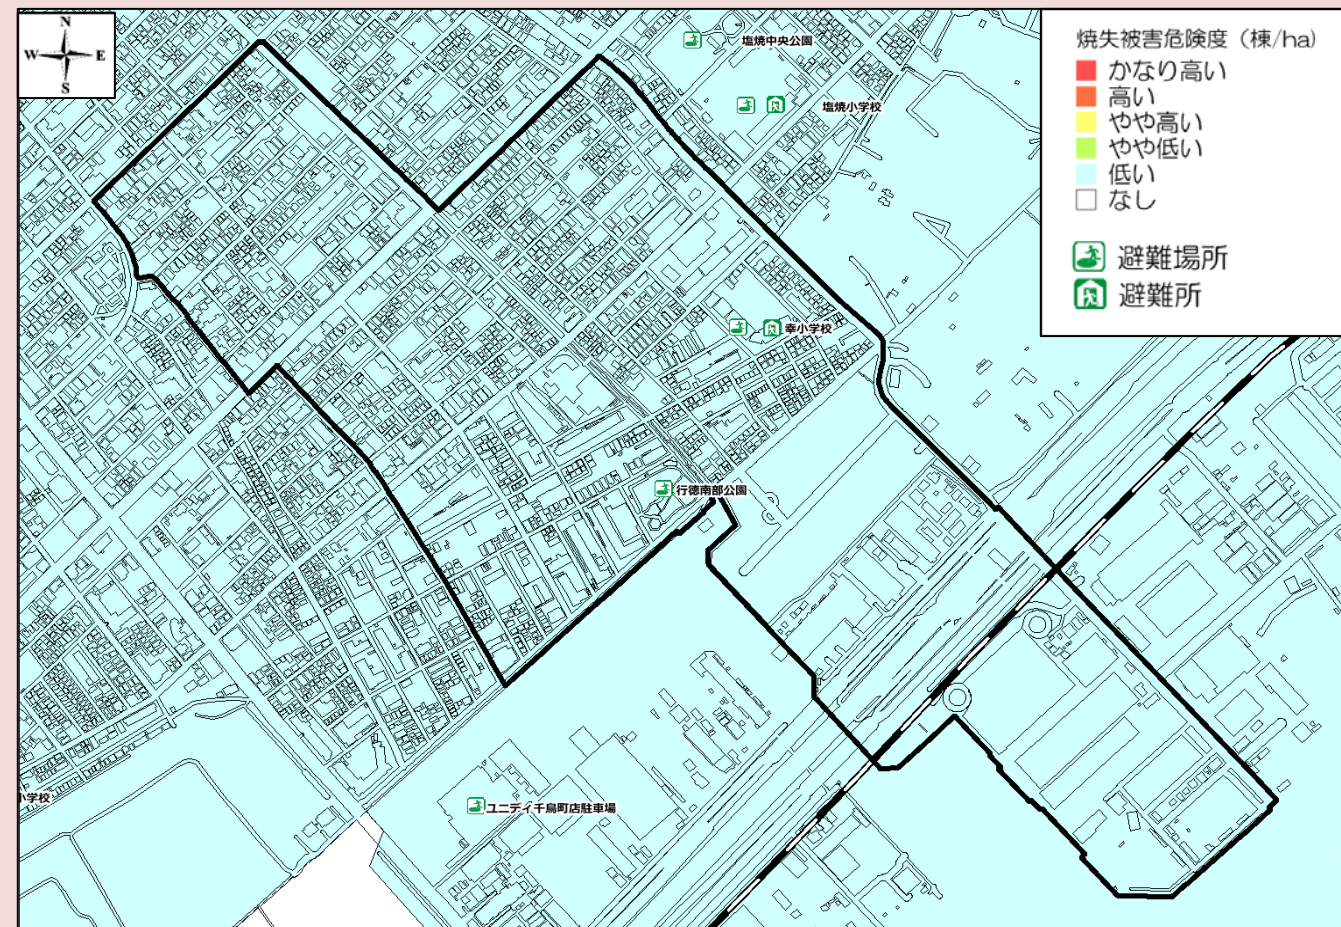 N
W E
S
焼失被害危険度（棟/ha）
かなり高い
高い
やや高い
やや低い
低い
なし
避難場所
避難所
塩焼中央公園
塩焼小学校
幸小学校
行徳南部公園
ユニディ千鳥町店駐車場
小学校